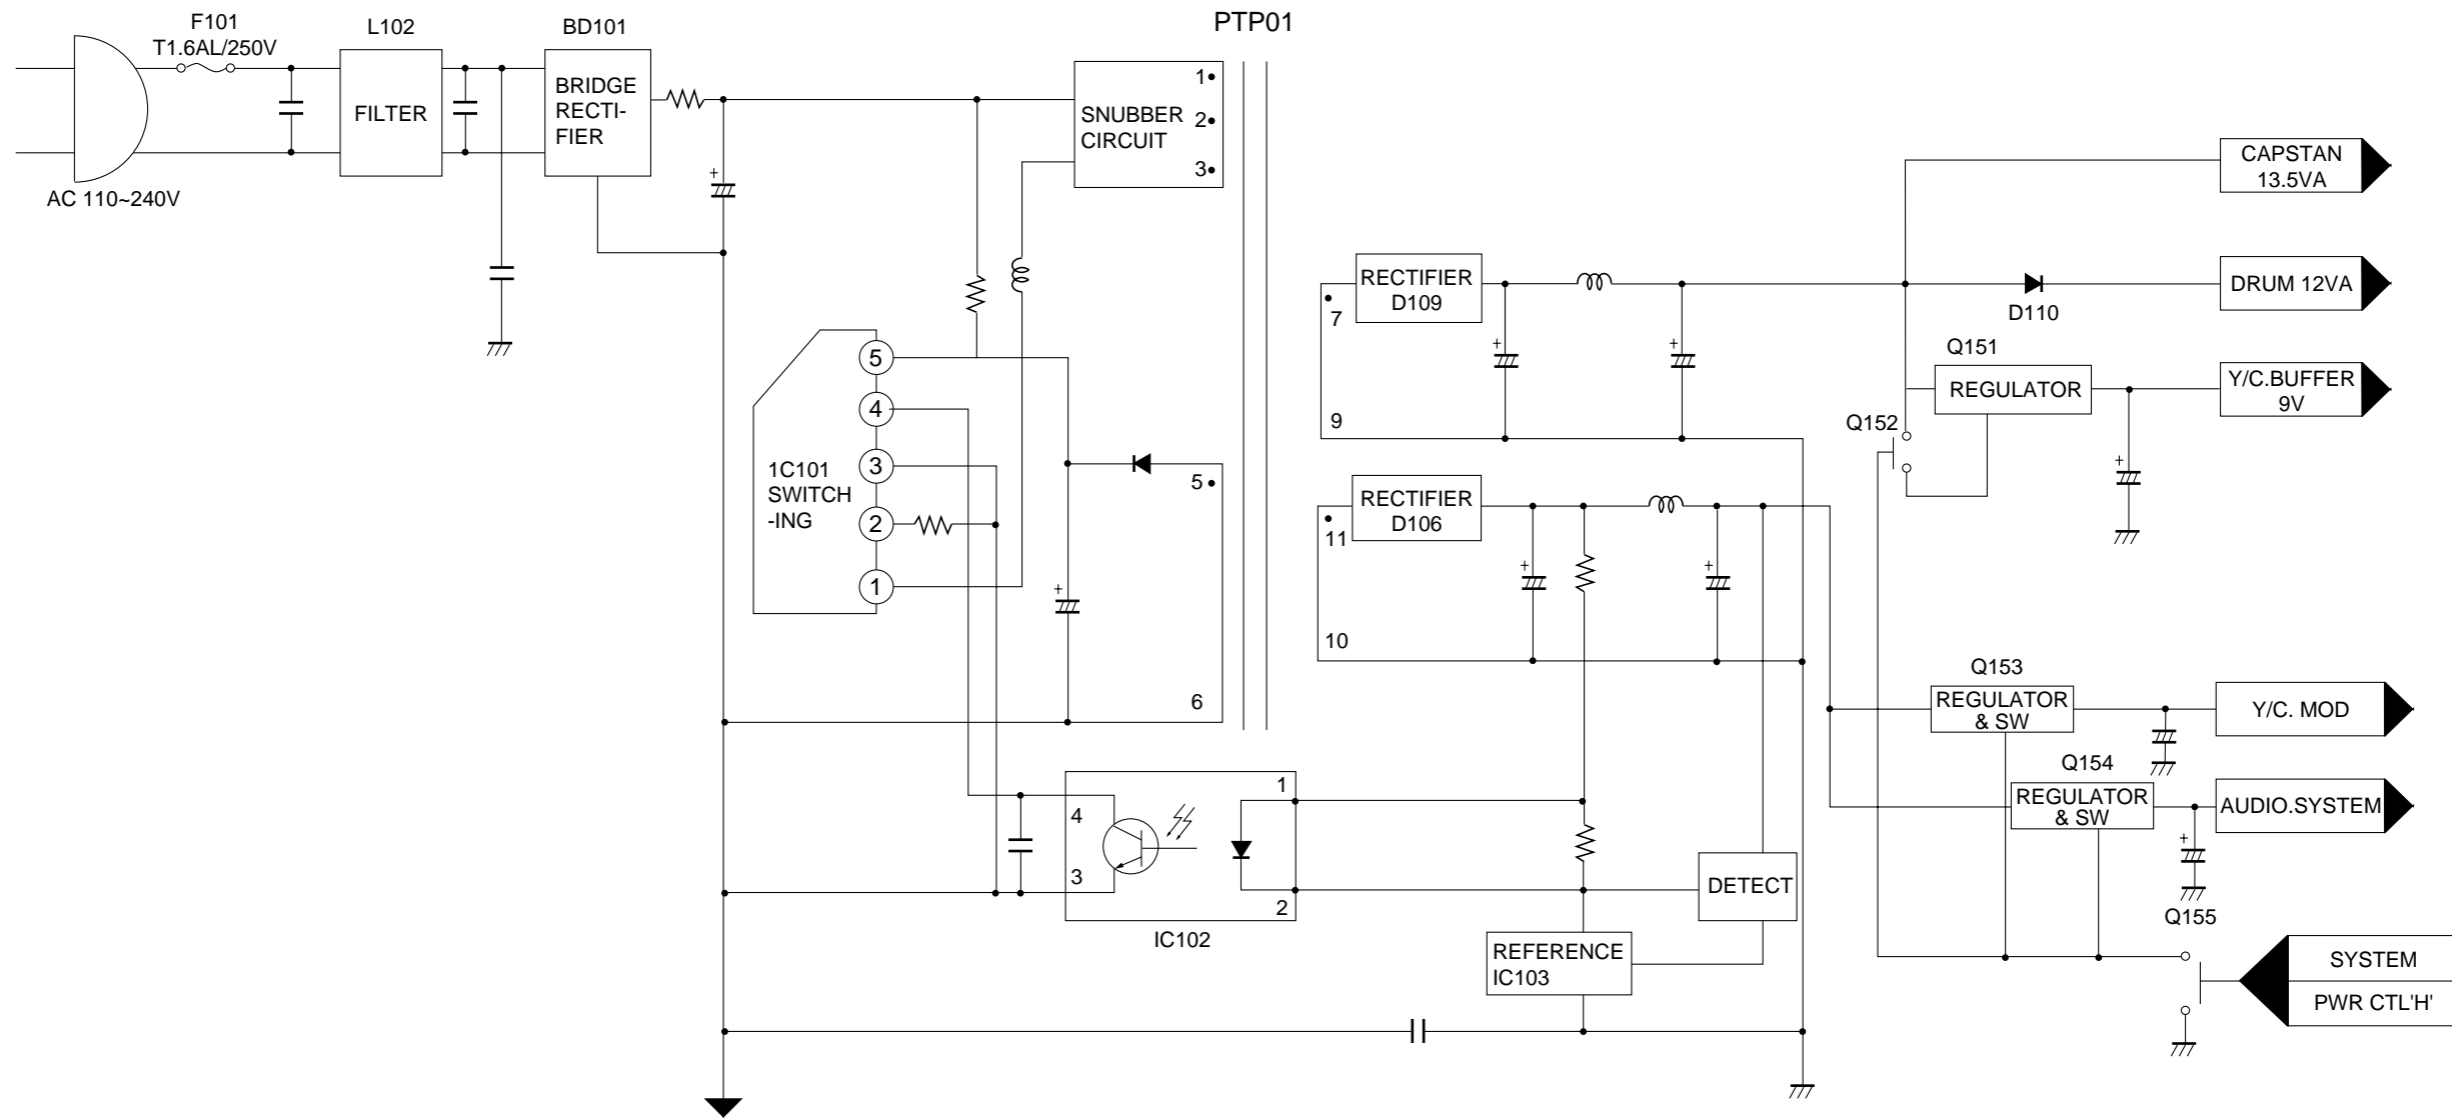 PTP01
F101
T1.6AL/250V
L102
BD101
AC 110~240V
FILTER
BRIDGE
RECTI-
FIER
+
SNUBBER
CIRCUIT
1
2
3
1C101
SWITCH
-ING
5
4
3
2
1
+
5
6
4
3
1
2
IC102
7
9
RECTIFIER
D109
+
+
11
10
RECTIFIER
D106
+
+
DETECT
REFERENCE
IC103
CAPSTAN
13.5VA
D110
DRUM 12VA
Q151
REGULATOR
Y/C.BUFFER
9V
Q152
+
Q153
REGULATOR
& SW
Y/C. MOD
Q154
REGULATOR
& SW
AUDIO.SYSTEM
+
Q155
SYSTEM
PWR CTL'H'